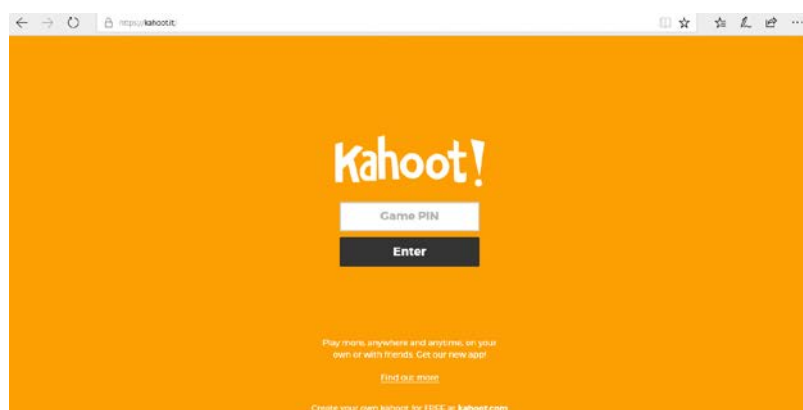 https://kahoot.it
Kahoot!
Game PIN
Enter
Play more, anywhere and anytime, on your
own or with friends. Get our new app!
Find out more
Create your own kahoot for FREE at kahoot.com